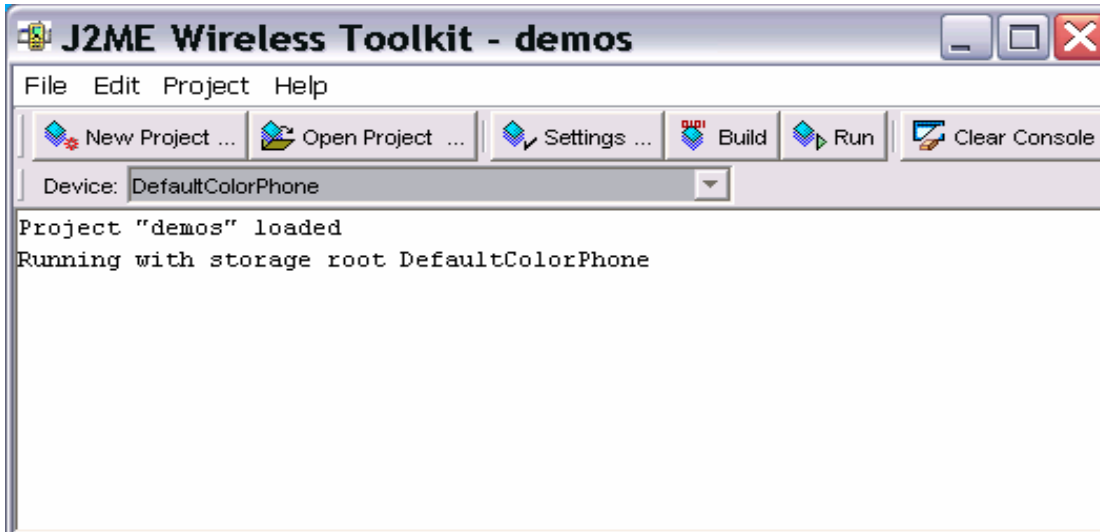 J2ME Wireless Toolkit - demos
File Edit Project Help
New Project ... Open Project ... Settings ... Build Run Clear Console
Device: DefaultColorPhone
Project "demos" loaded
Running with storage root DefaultColorPhone